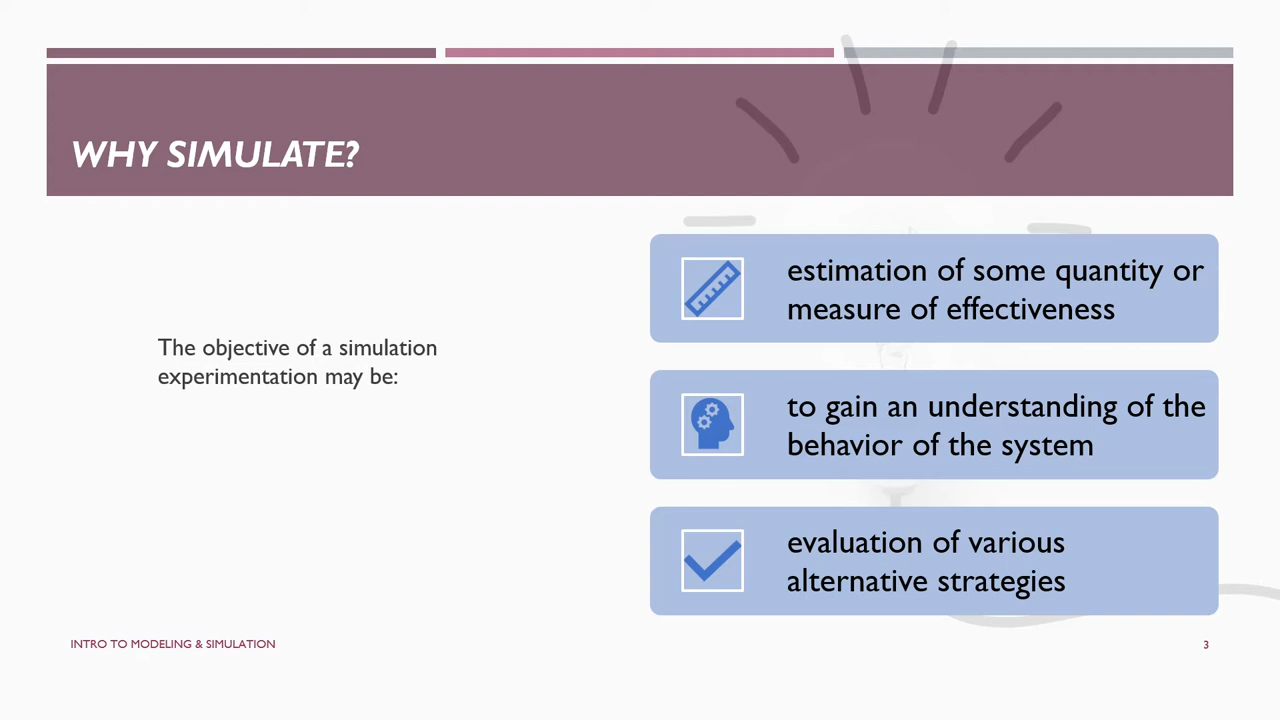 WHY SIMULATE?
The objective of a simulation
experimentation may be:
estimation of some quantity or
measure of effectiveness
to gain an understanding of the
behavior of the system
evaluation of various
alternative strategies
INTRO TO MODELING & SIMULATION
3